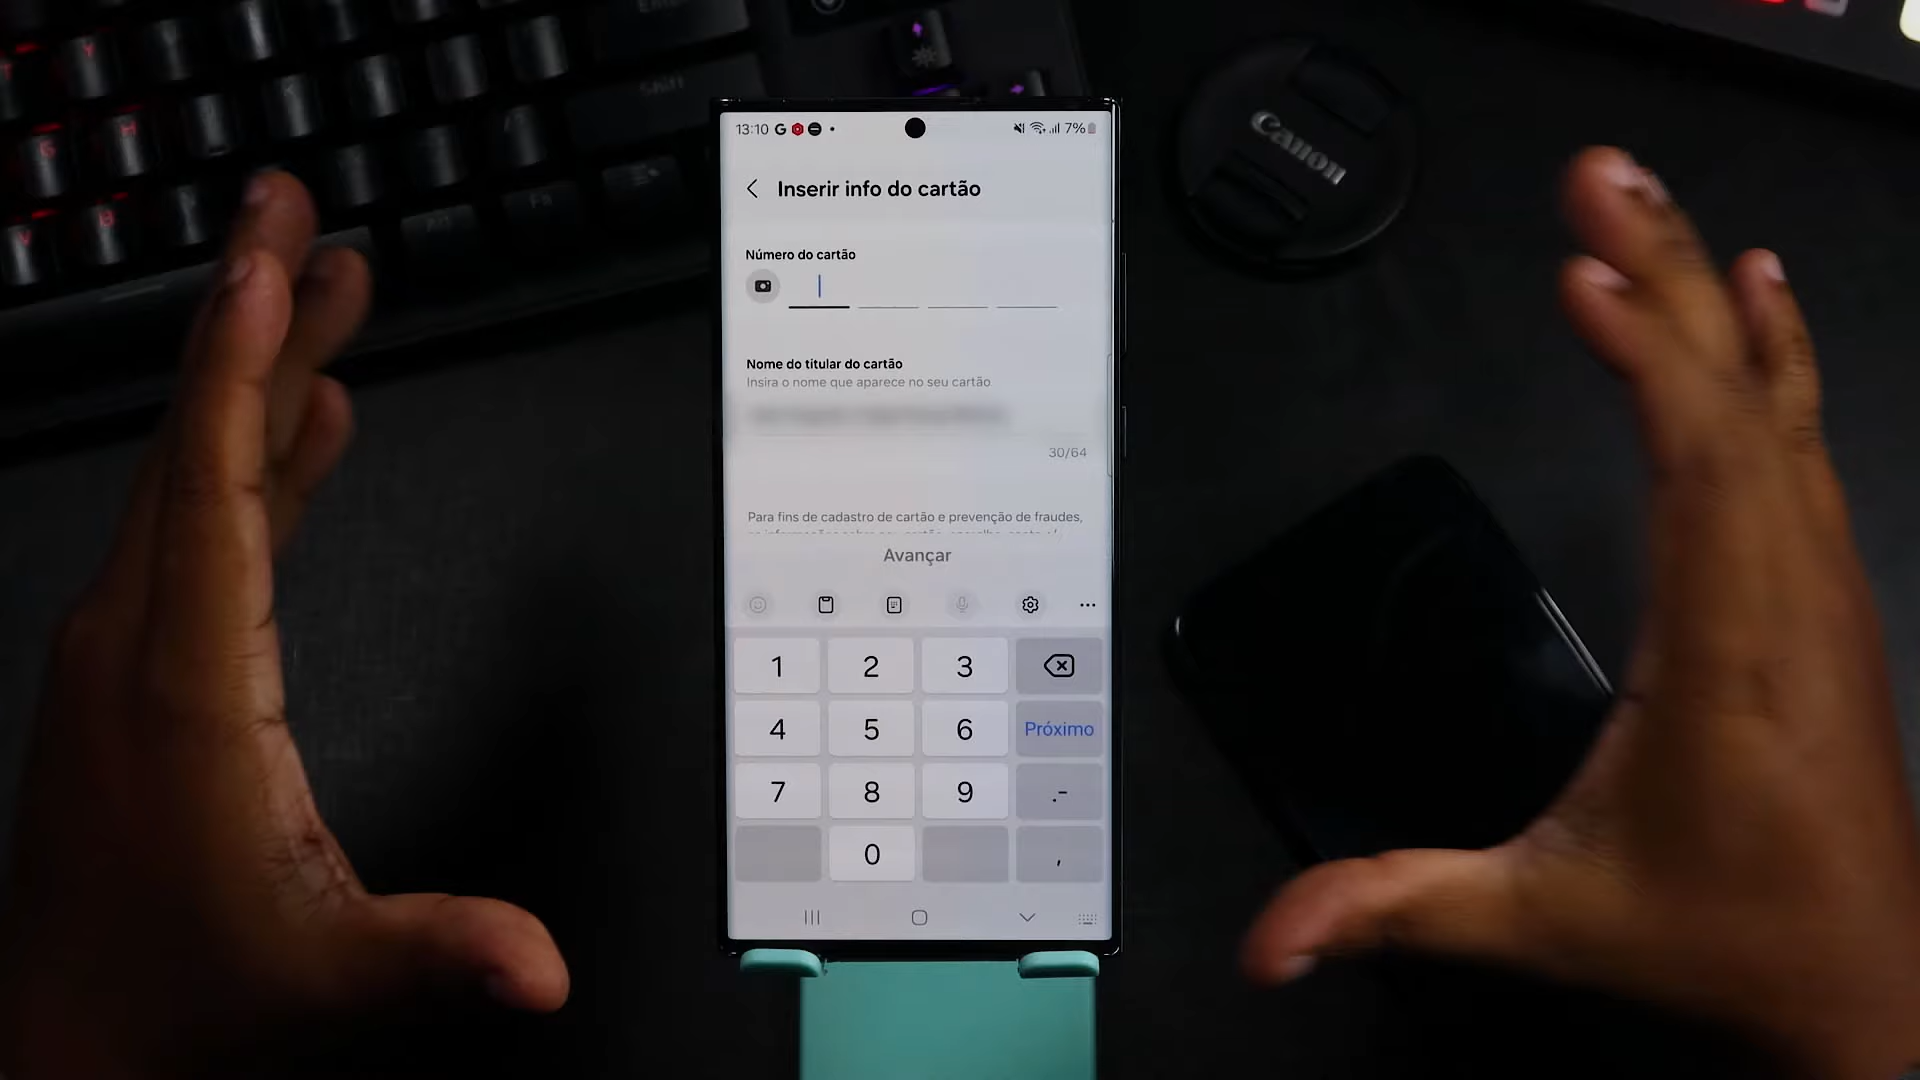 13:10
7%
Inserir info do cartão
Número do cartão
Nome do titular do cartão
Insira o nome que aparece no seu cartão
30/64
Para fins de cadastro de cartão e prevenção de fraudes,
Avançar
1 2 3
4 5 6 Próximo
7 8 9 .-
0 ,
Canon
Shift
Y
H
G
B
V